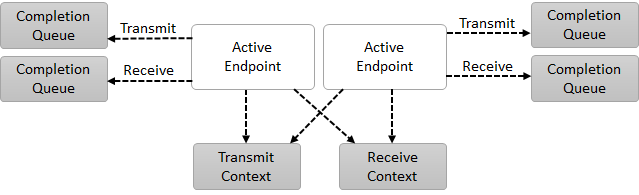 Completion
Queue
Transmit
Active
Endpoint
Active
Endpoint
Transmit
Completion
Queue
Completion
Queue
Receive
Receive
Completion
Queue
Transmit
Context
Receive
Context